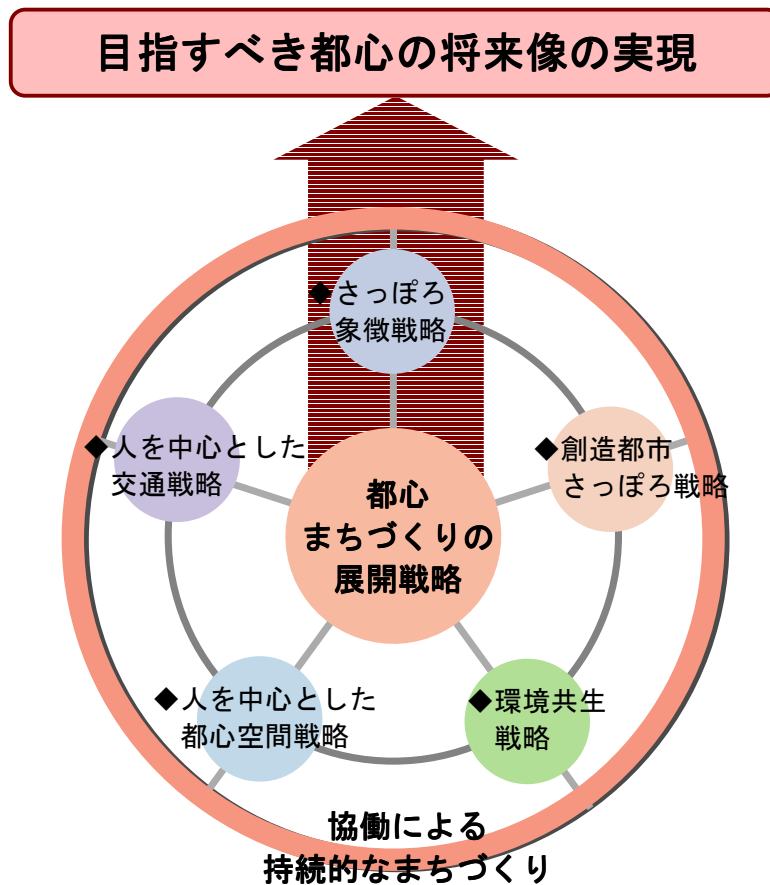 目指すべき都心の将来像の実現
◆さっぽろ
象徴戦略
◆人を中心とした
交通戦略
◆創造都市
さっぽろ戦略
都心
まちづくりの
展開戦略
◆人を中心とした
都心空間戦略
◆環境共生
戦略
協働による
持続的なまちづくり